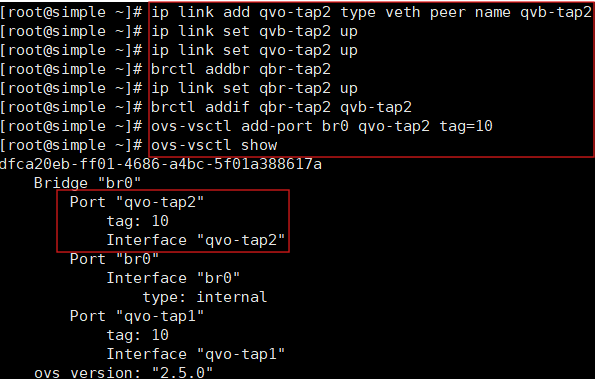 [root@simple ~]# ip link add qvo-tap2 type veth peer name qvb-tap2
[root@simple ~]# ip link set qvb-tap2 up
[root@simple ~]# ip link set qvo-tap2 up
[root@simple ~]# brctl addbr qbr-tap2
[root@simple ~]# ip link set qbr-tap2 up
[root@simple ~]# brctl addif qbr-tap2 qvb-tap2
[root@simple ~]# ovs-vsctl add-port br0 qvo-tap2 tag=10
[root@simple ~]# ovs-vsctl show
dfca20eb-ff01-4686-a4bc-5f01a388617a
    Bridge "br0"
        Port "qvo-tap2"
            tag: 10
            Interface "qvo-tap2"
        Port "br0"
            Interface "br0"
                type: internal
        Port "qvo-tap1"
            tag: 10
            Interface "qvo-tap1"
    ovs_version: "2.5.0"